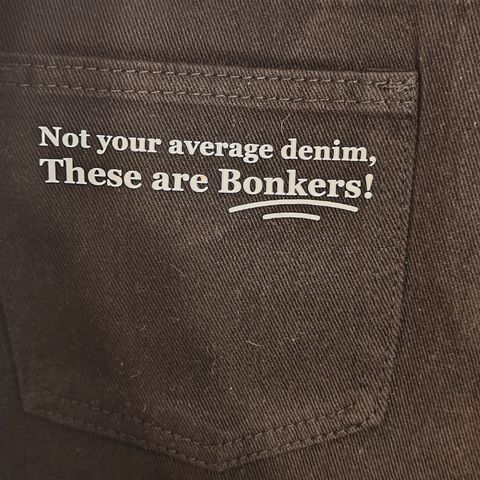 Not your average denim,
These are Bonkers!